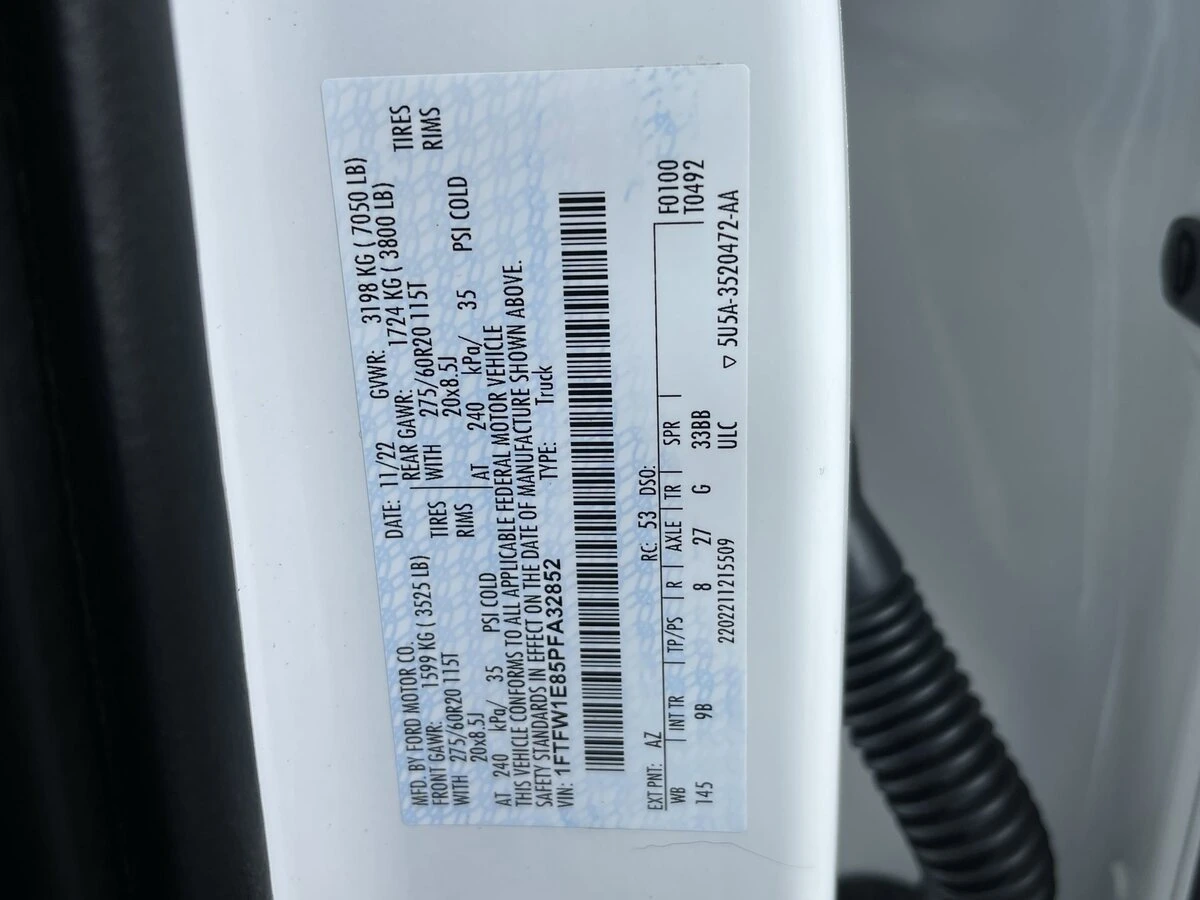 MFD. BY FORD MOTOR CO. DATE: 11/22 GVWR: 3198 KG ( 7050 LB)
FRONT GAWR: 1599 KG ( 3525 LB) REAR GAWR: 1724 KG ( 3800 LB)
WITH 275/60R20 115T TIRES WITH 275/60R20 115T TIRES
20x8.5J RIMS 20x8.5J RIMS
AT 240 kPa/ 35 PSI COLD AT 240 kPa/ 35 PSI COLD
THIS VEHICLE CONFORMS TO ALL APPLICABLE FEDERAL MOTOR VEHICLE
SAFETY STANDARDS IN EFFECT ON THE DATE OF MANUFACTURE SHOWN ABOVE.
VIN: 1FTFW1E85PFA32852 TYPE: Truck
EXT PNT: AZ RC: 53 DSO: F0100
WB INT TR TP/PS R AXLE TR SPR T0492
145 9B 8 27 G 33BB
2202211215509 ULC ▽ 5U5A-3520472-AA